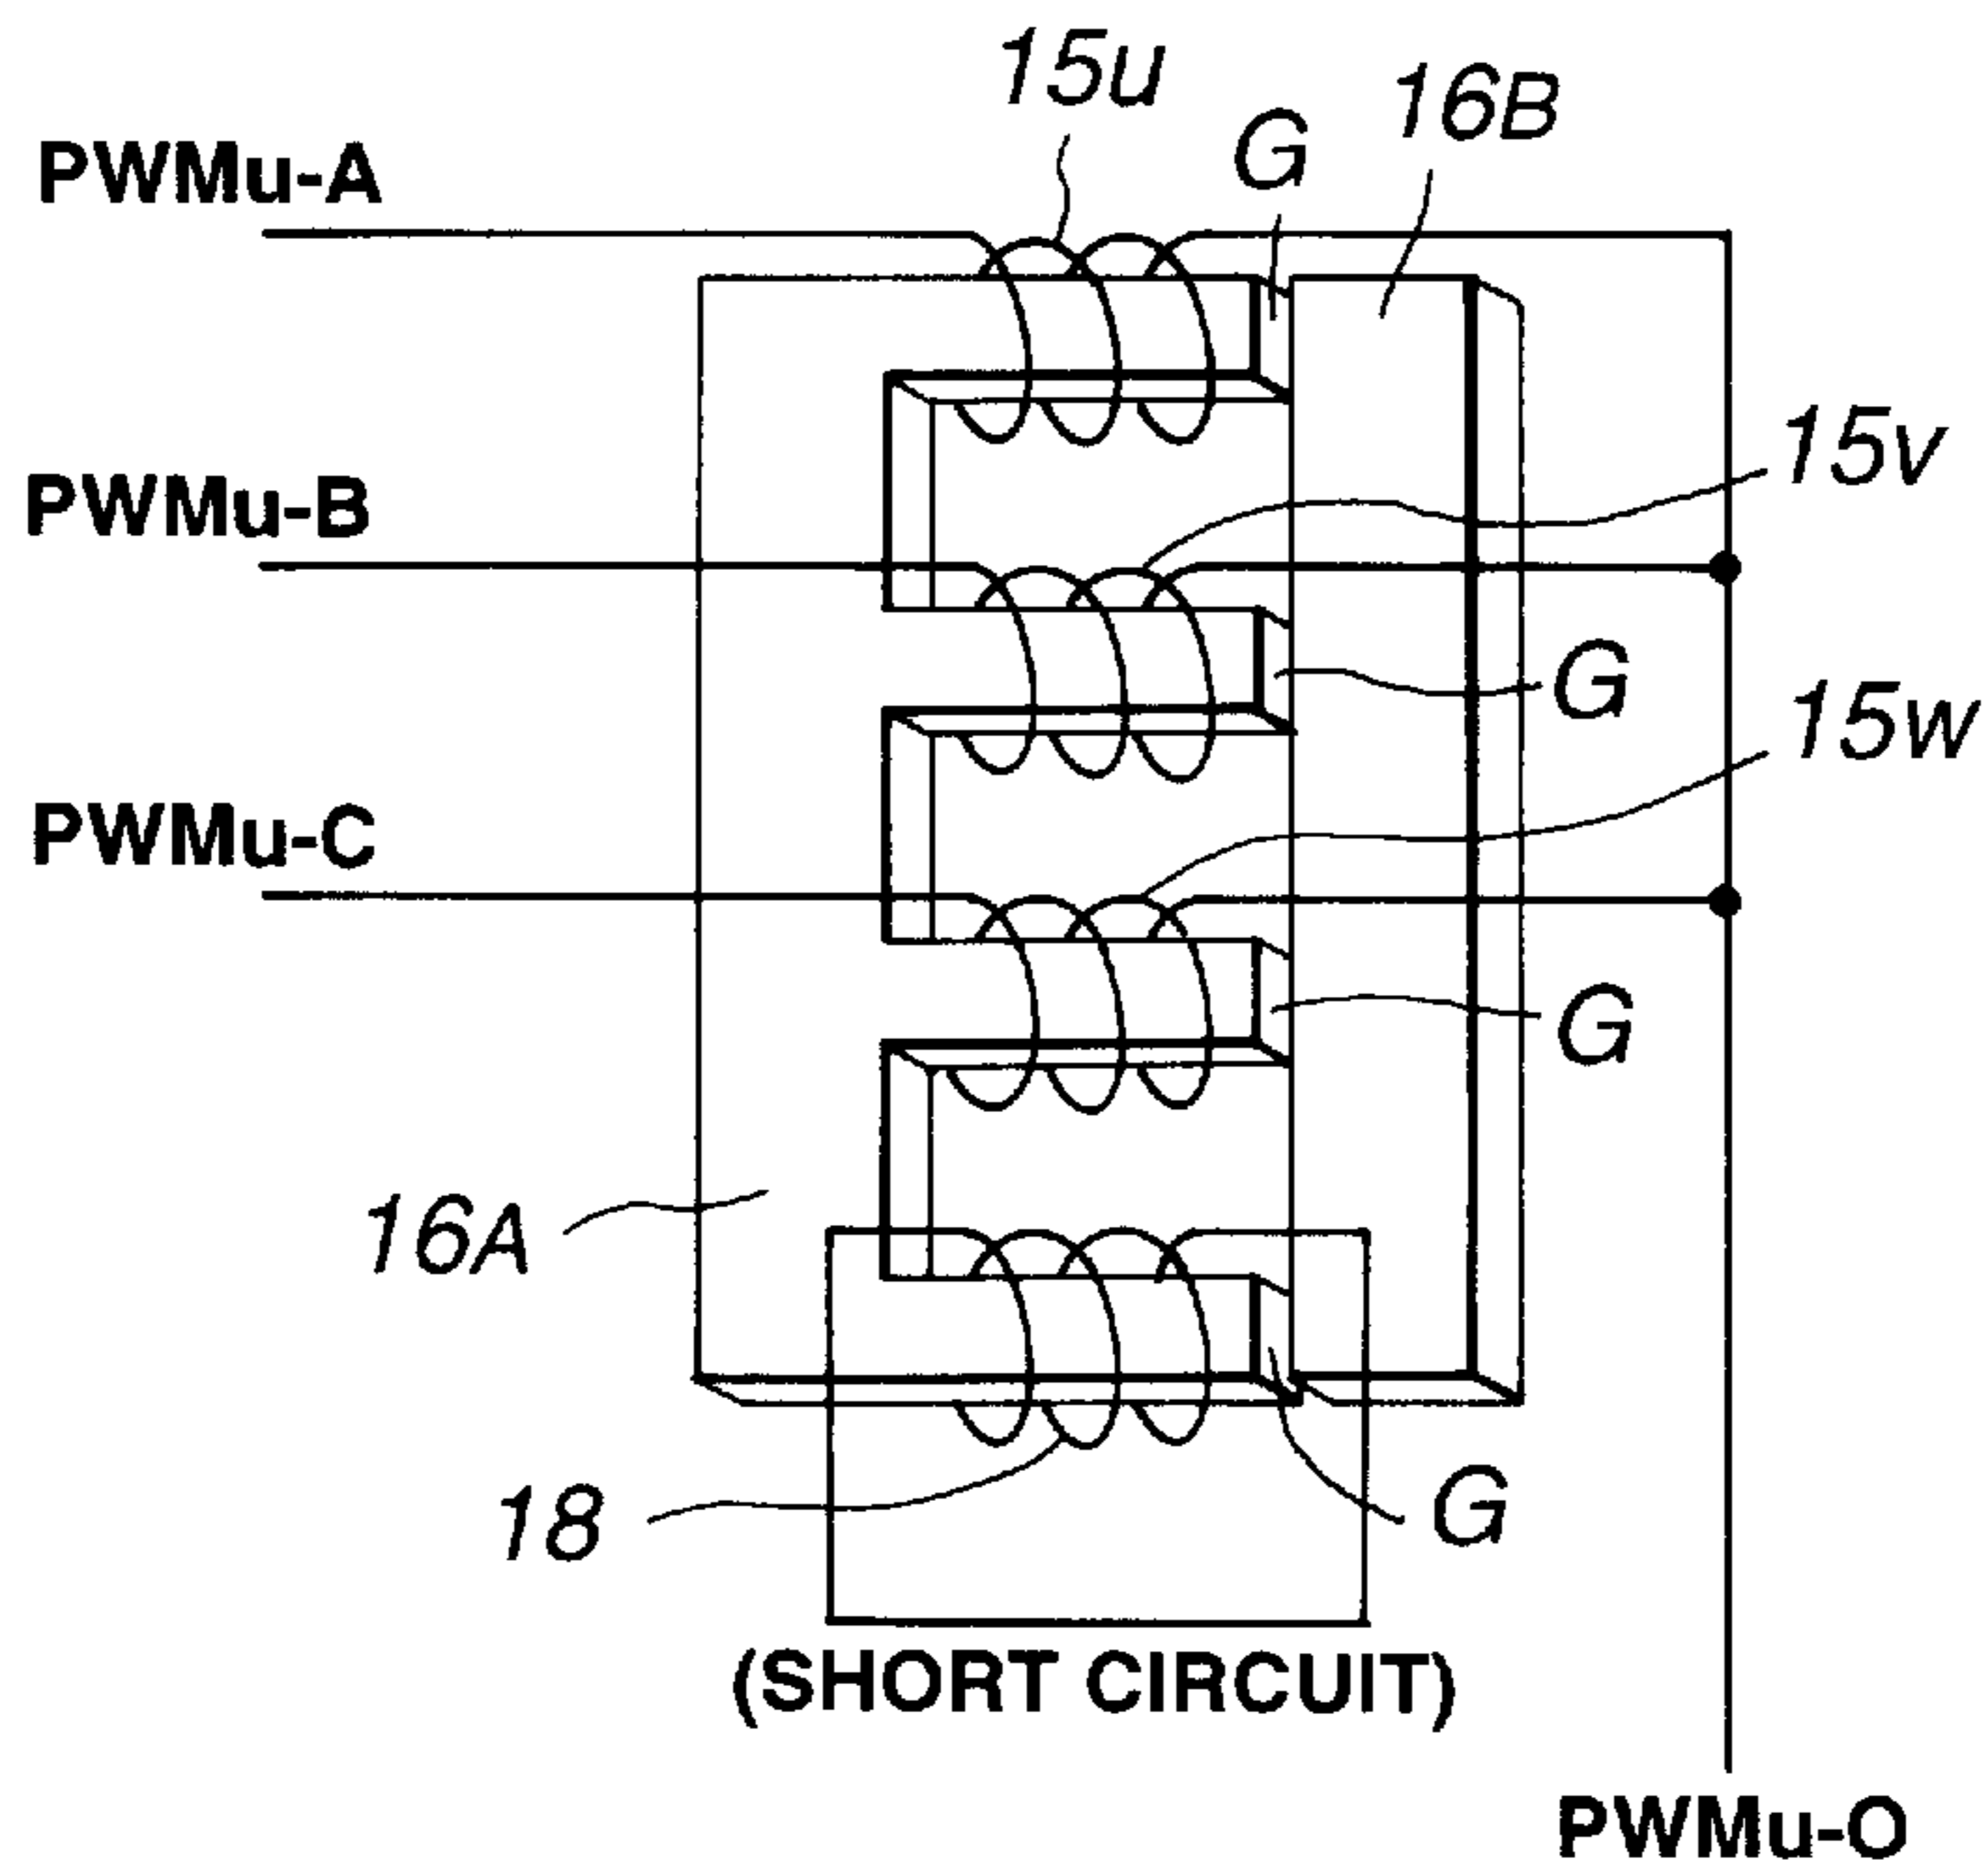 15u
16B
G
PWMu-A
15v
PWMu-B
G
15w
PWMu-C
G
16A
18
G
(SHORT CIRCUIT)
PWMu-O